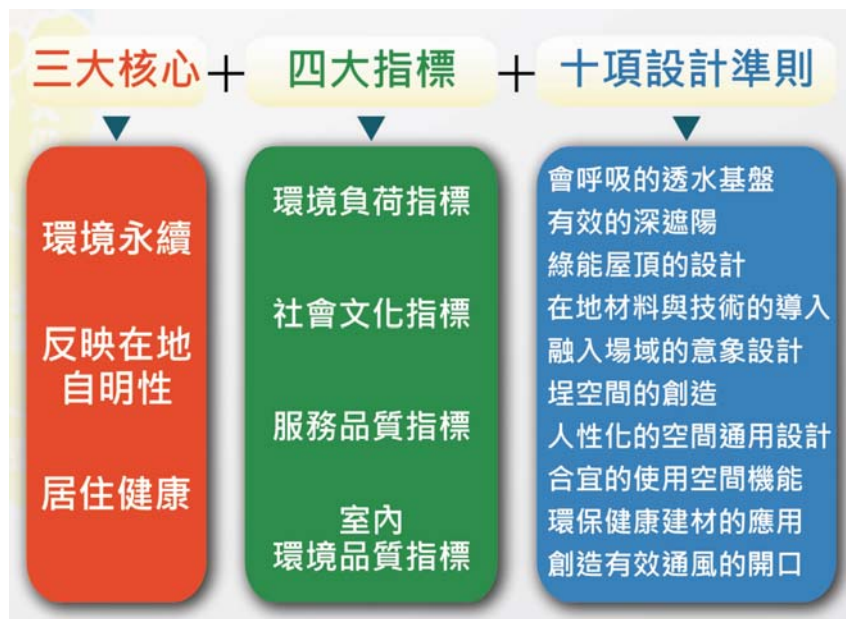 三大核心+四大指標+十項設計準則
環境永續
反映在地
自明性
居住健康
環境負荷指標
社會文化指標
服務品質指標
室內
環境品質指標
會呼吸的透水基盤
有效的深遮陽
綠能屋頂的設計
在地材料與技術的導入
融入場域的意象設計
埕空間的創造
人性化的空間通用設計
合宜的使用空間機能
環保健康建材的應用
創造有效通風的開口